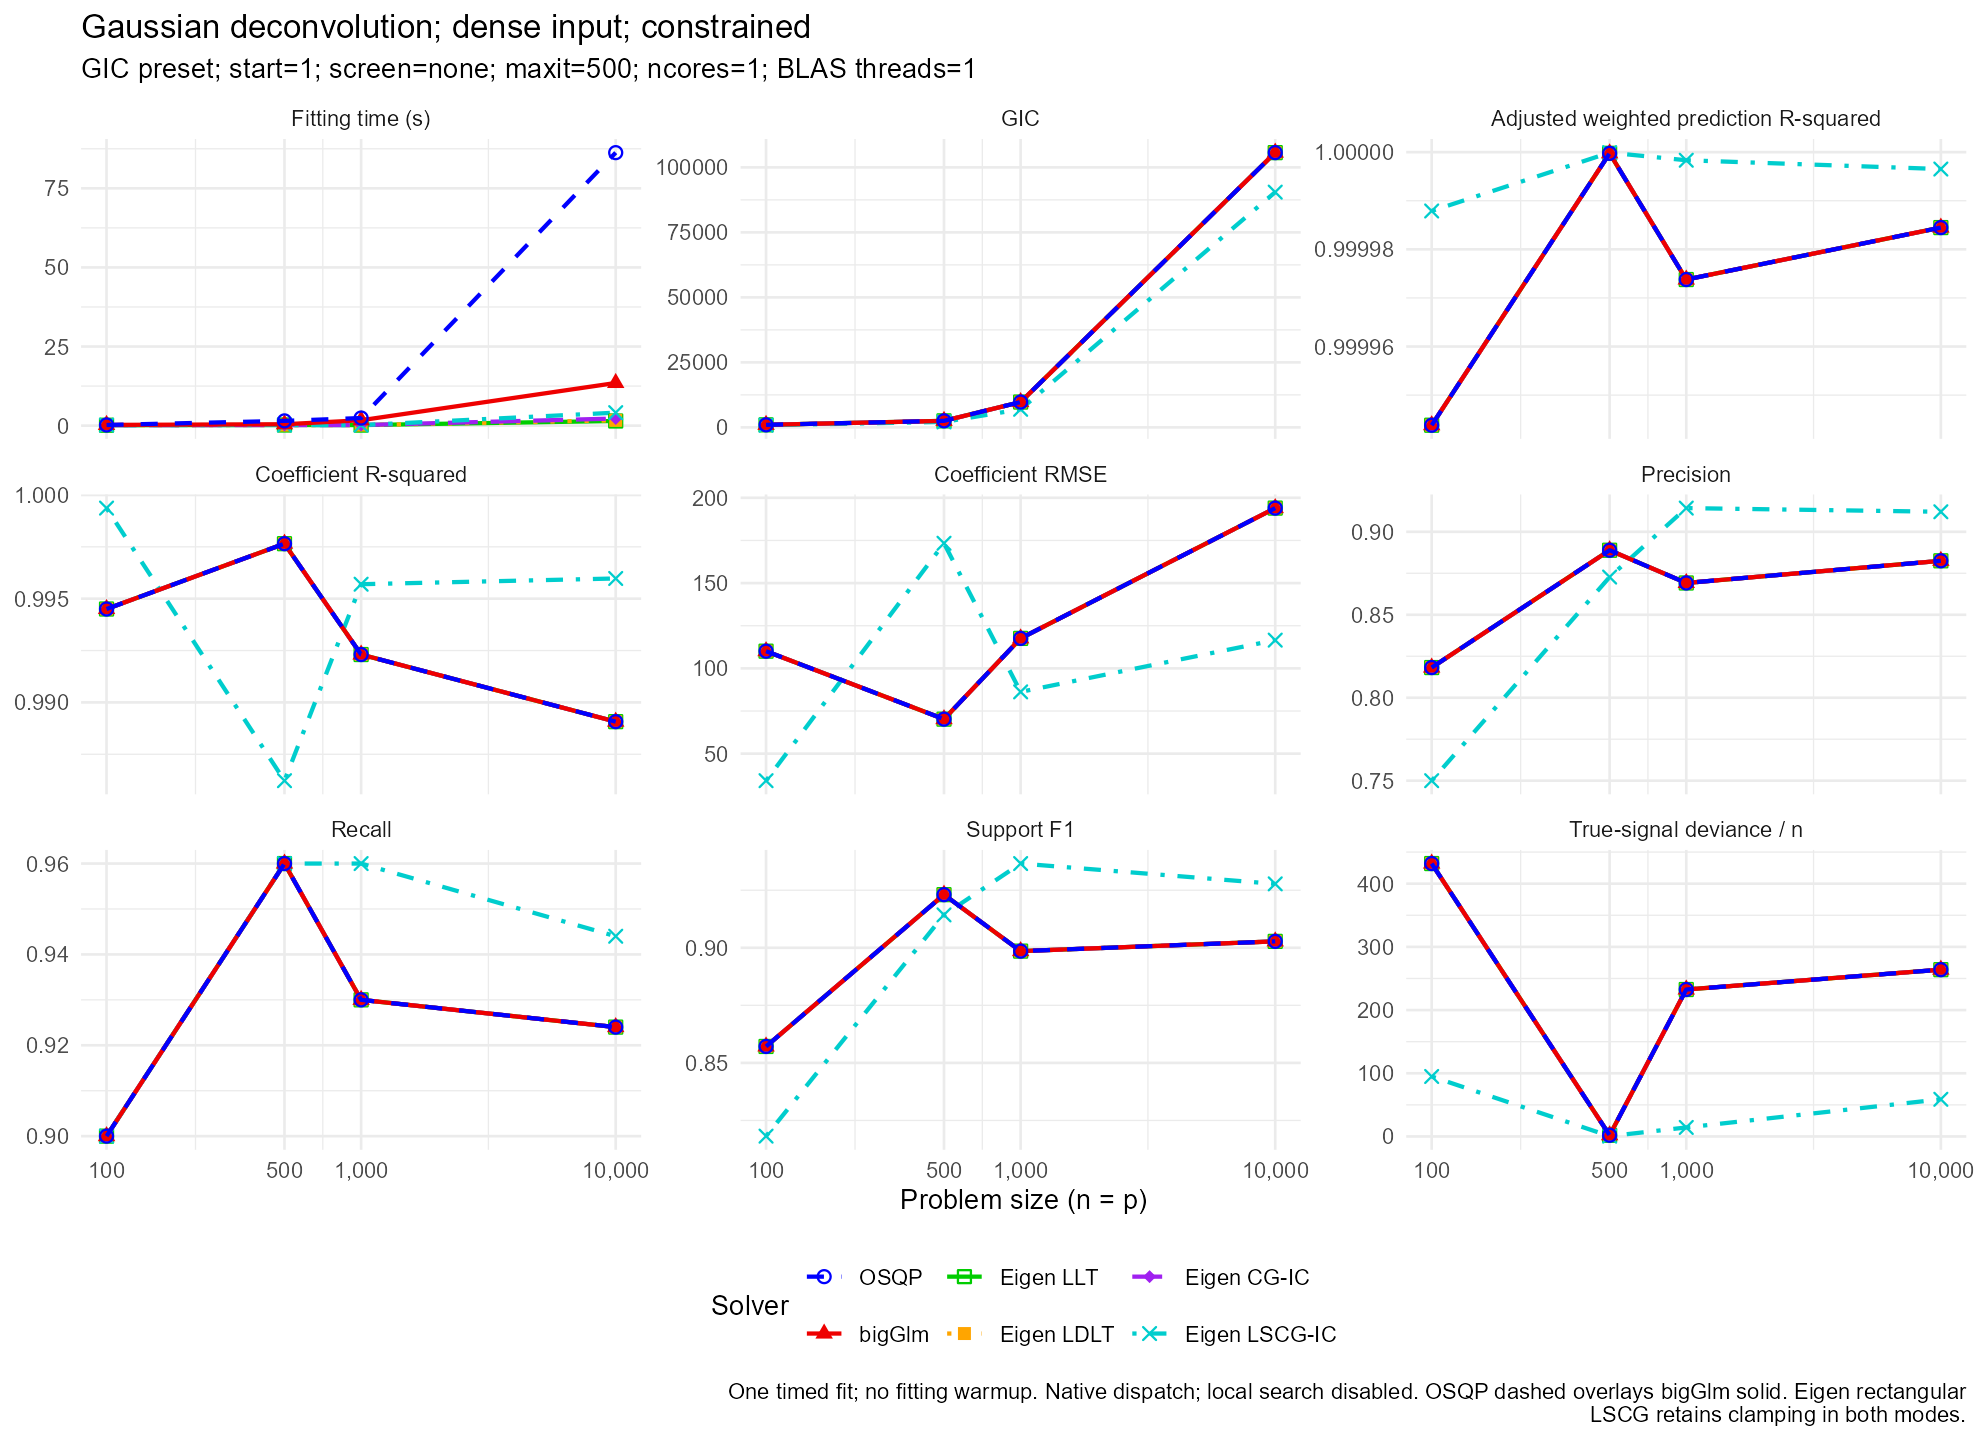 Gaussian deconvolution; dense input; constrained
GIC preset; start=1; screen=none; maxit=500; ncores=1; BLAS threads=1
Fitting time (s)
GIC
Adjusted weighted prediction R-squared
75
50
25
0
100000
75000
50000
25000
0
1.00000
0.99998
0.99996
Coefficient R-squared
Coefficient RMSE
Precision
1.000
0.995
0.990
200
150
100
50
0.90
0.85
0.80
0.75
Recall
Support F1
True-signal deviance / n
0.96
0.94
0.92
0.90
0.90
0.85
400
300
200
100
0
100 500 1,000 10,000
100 500 1,000 10,000
100 500 1,000 10,000
Problem size (n = p)
Solver
OSQP
Eigen LLT
Eigen CG-IC
bigGlm
Eigen LDLT
Eigen LSCG-IC
One timed fit; no fitting warmup. Native dispatch; local search disabled. OSQP dashed overlays bigGlm solid. Eigen rectangular
LSCG retains clamping in both modes.